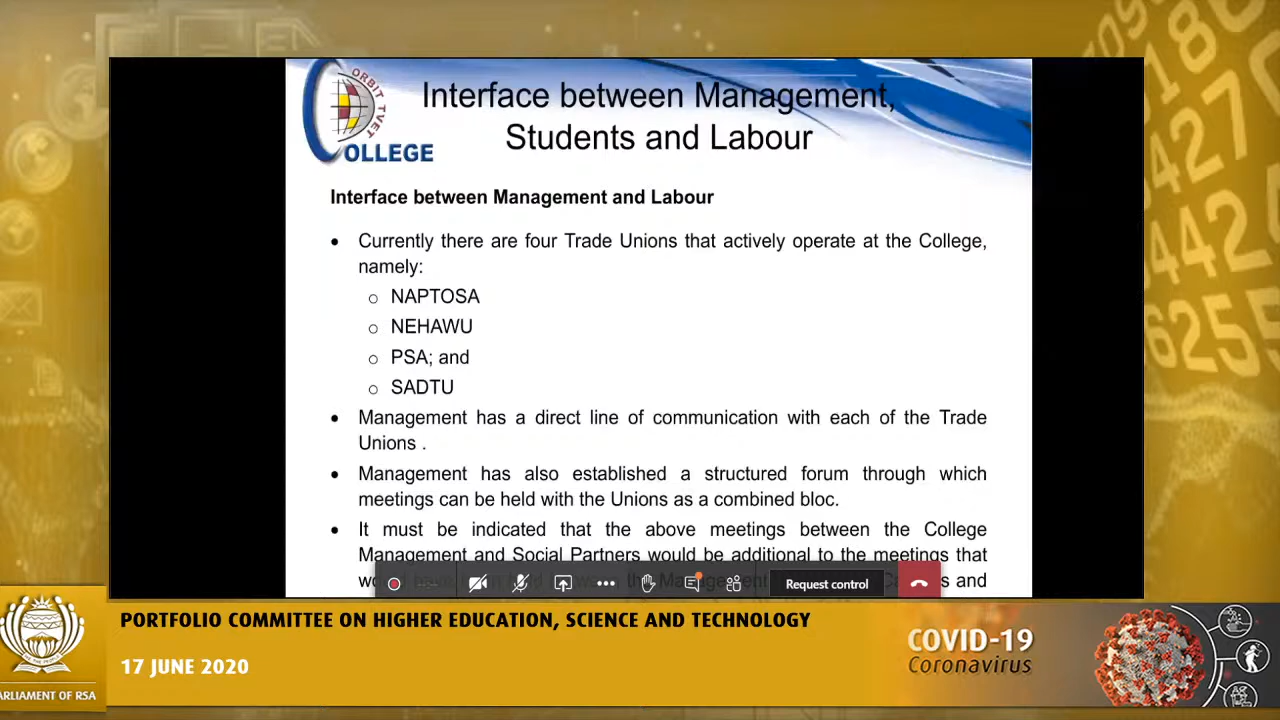 ORBIT TVET
COLLEGE
Interface between Management,
Students and Labour
Interface between Management and Labour
• Currently there are four Trade Unions that actively operate at the College,
namely:
o NAPTOSA
o NEHAWU
o PSA; and
o SADTU
• Management has a direct line of communication with each of the Trade
Unions .
• Management has also established a structured forum through which
meetings can be held with the Unions as a combined bloc.
• It must be indicated that the above meetings between the College
Management and Social Partners would be additional to the meetings that
and
Request control
PORTFOLIO COMMITTEE ON HIGHER EDUCATION, SCIENCE AND TECHNOLOGY
17 JUNE 2020
COVID-19
Coronavirus
ARLIAMENT OF RSA